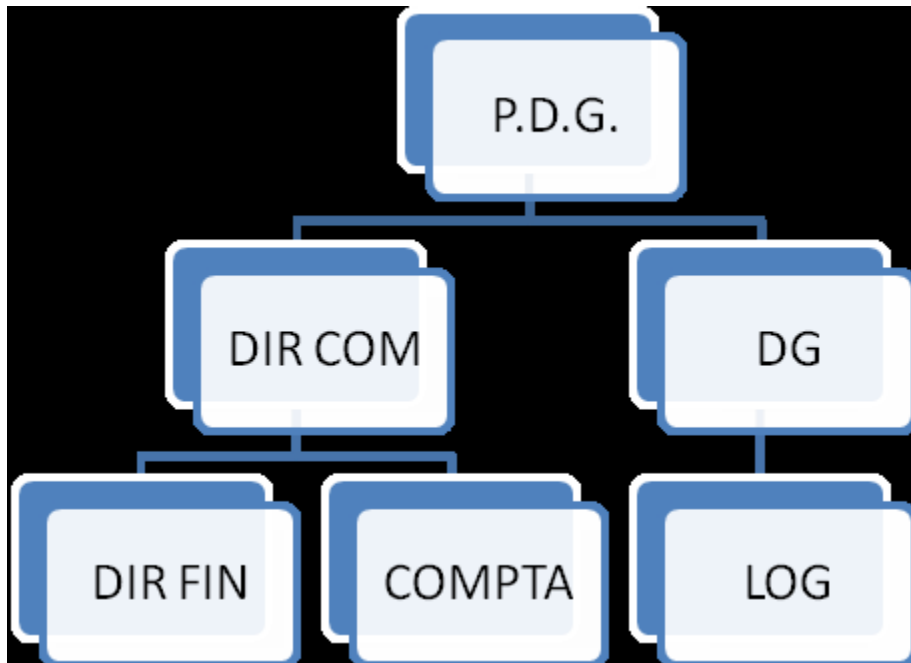 P.D.G.
DIR COM
DG
DIR FIN
COMPTA
LOG